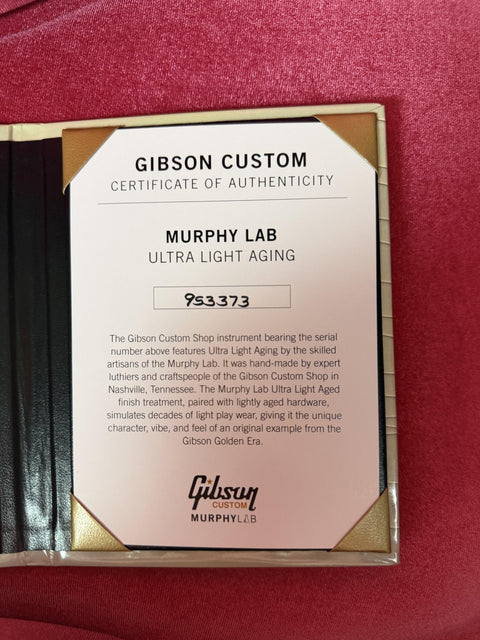 GIBSON CUSTOM
CERTIFICATE OF AUTHENTICITY
MURPHY LAB
ULTRA LIGHT AGING
953373
The Gibson Custom Shop instrument bearing the serial
number above features Ultra Light Aging by the skilled
artisans of the Murphy Lab. It was hand-made by expert
luthiers and craftspeople of the Gibson Custom Shop in
Nashville, Tennessee. The Murphy Lab Ultra Light Aged
finish treatment, paired with lightly aged hardware,
simulates decades of light play wear, giving it the unique
character, vibe, and feel of an original example from the
Gibson Golden Era.
Gibson
CUSTOM
MURPHYLAB